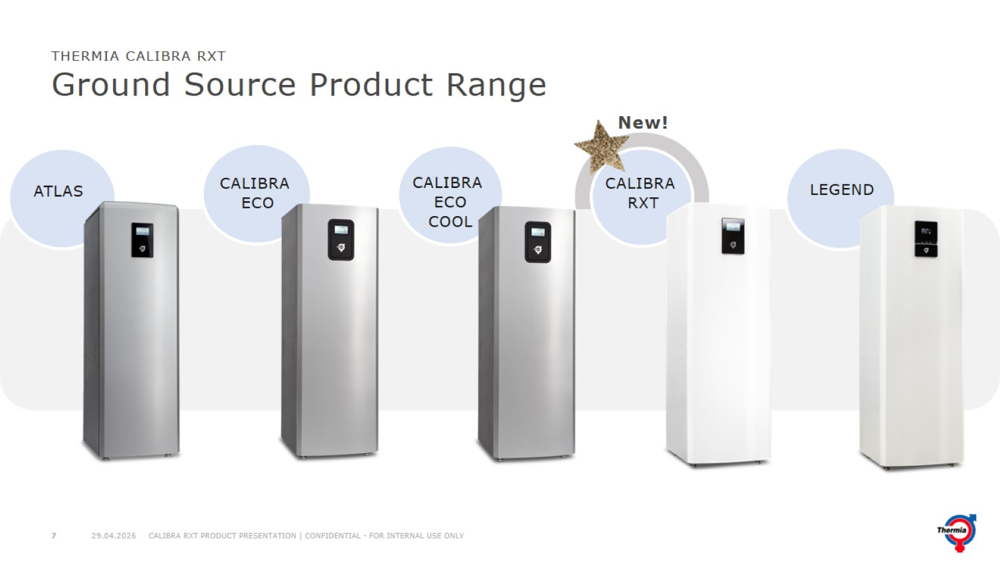 THERMIA CALIBRA RXT
Ground Source Product Range
New!
ATLAS
CALIBRA
ECO
CALIBRA
ECO
COOL
CALIBRA
RXT
LEGEND
7 29.04.2026 CALIBRA RXT PRODUCT PRESENTATION | CONFIDENTIAL - FOR INTERNAL USE ONLY
Thermia